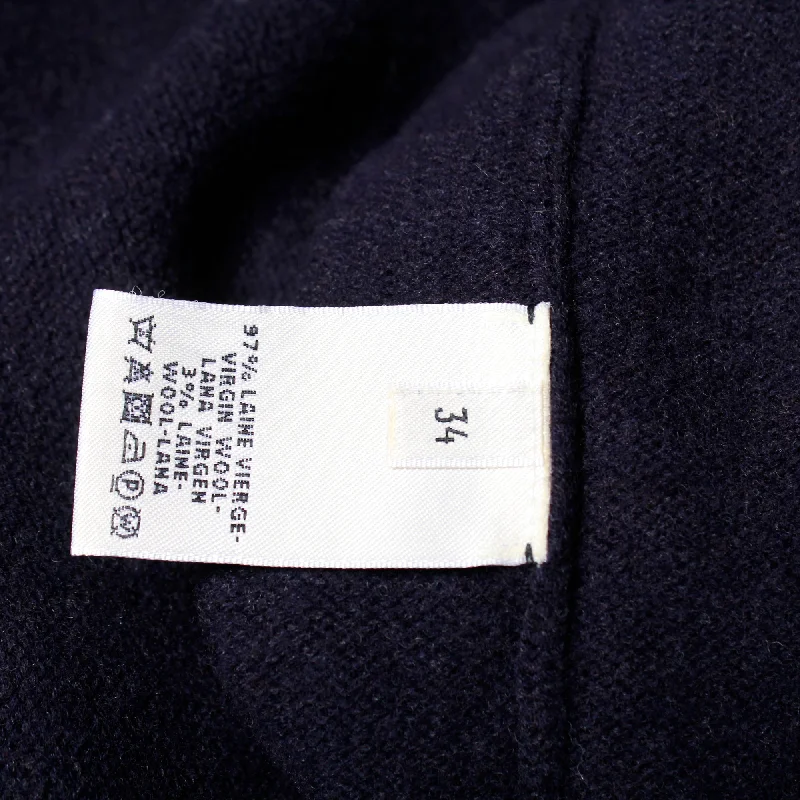 34
97% LAINE VIERGE-
VIRGIN WOOL-
LANA VIRGEN
3% LAINE-
WOOL-LANA
P
W